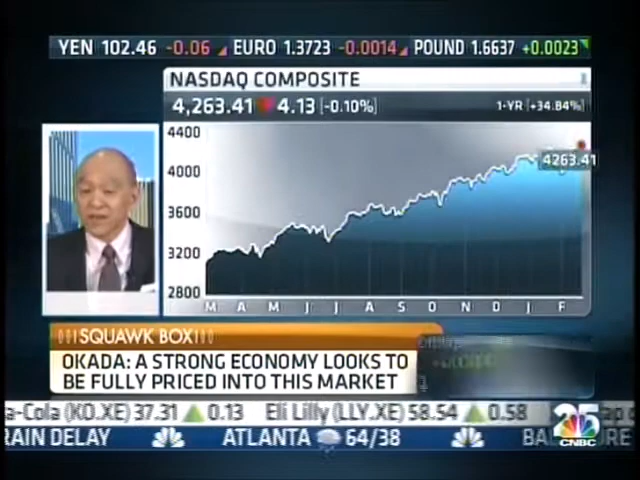 YEN 102.46 -0.06 EURO 1.3723 -0.0014 POUND 1.6637 +0.0023
NASDAQ COMPOSITE
4,263.41 4.13 [-0.10%] 1-YR [+34.84%]
4400
4000
3600
3200
2800
4263.41
M A M J J A S O N D J F
SQUAWK BOX
OKADA: A STRONG ECONOMY LOOKS TO
BE FULLY PRICED INTO THIS MARKET
a-Cola (KO.XE) 37.31 0.13 Eli Lilly (LLY.XE) 58.54 0.58
RAIN DELAY ATLANTA 64/38
25
CNBC